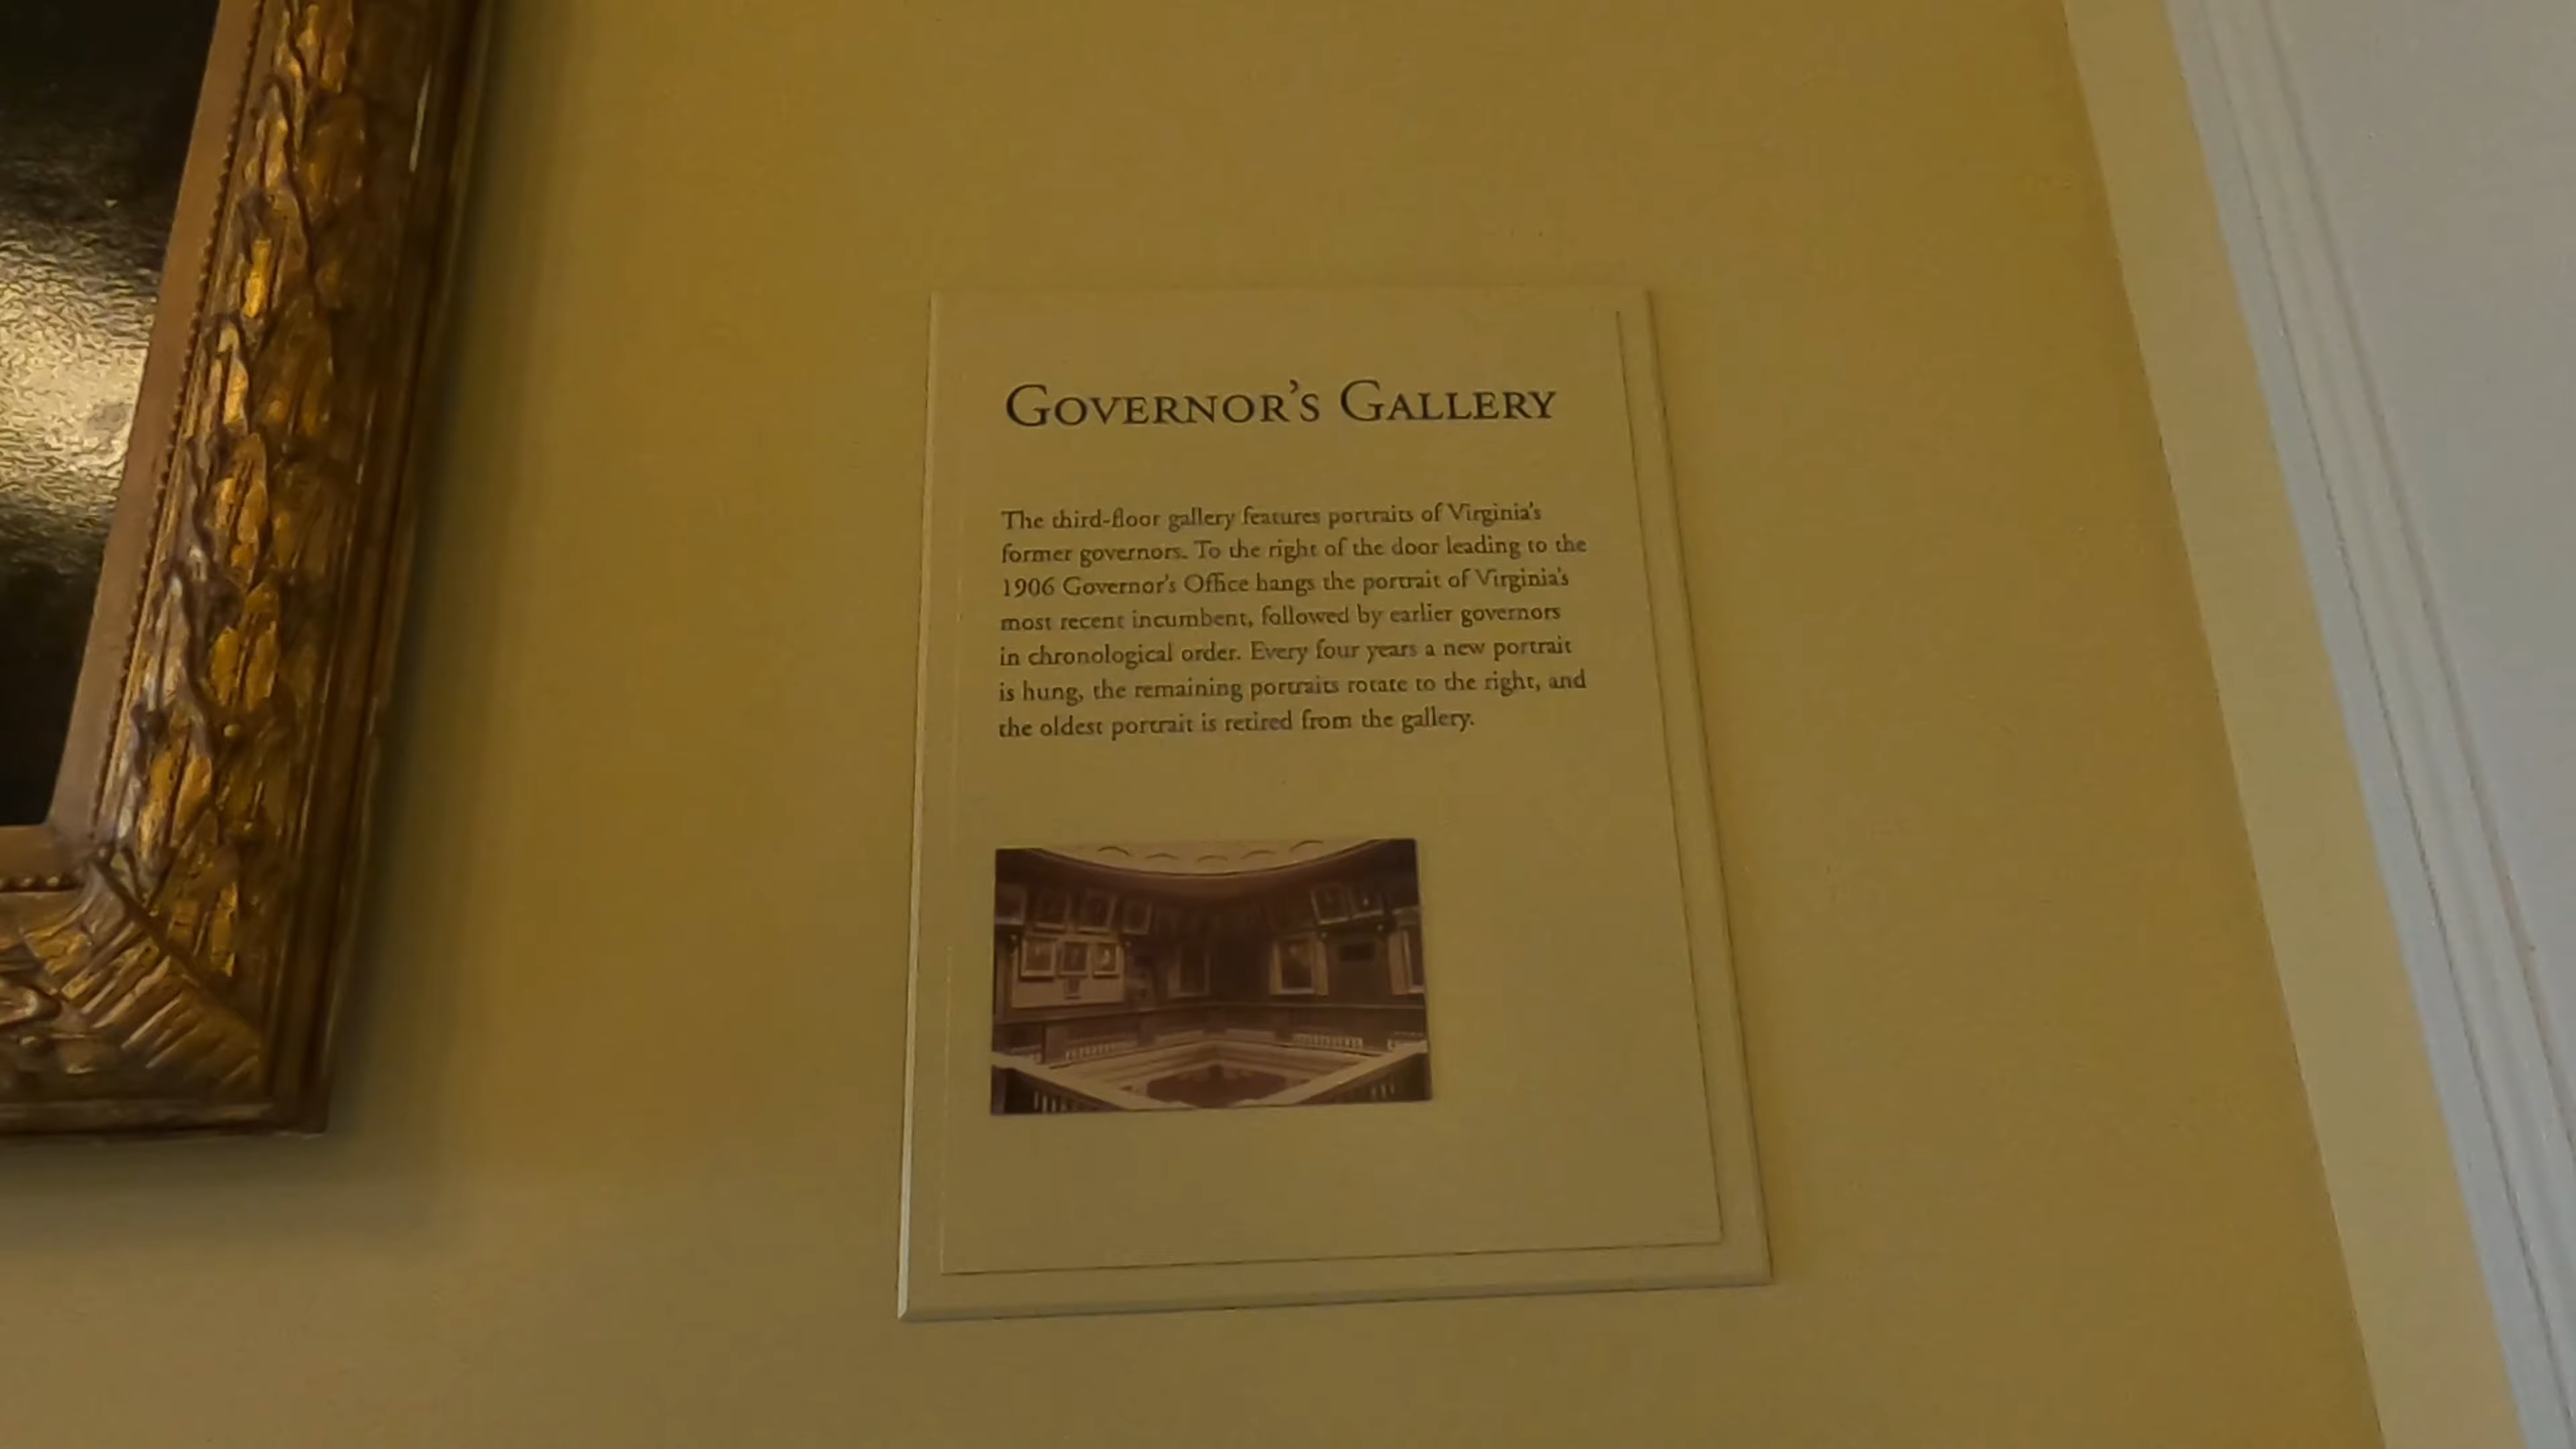 GOVERNOR'S GALLERY
The third-floor gallery features portraits of Virginia's
former governors. To the right of the door leading to the
1906 Governor's Office hangs the portrait of Virginia's
most recent incumbent, followed by earlier governors
in chronological order. Every four years a new portrait
is hung, the remaining portraits rotate to the right, and
the oldest portrait is retired from the gallery.